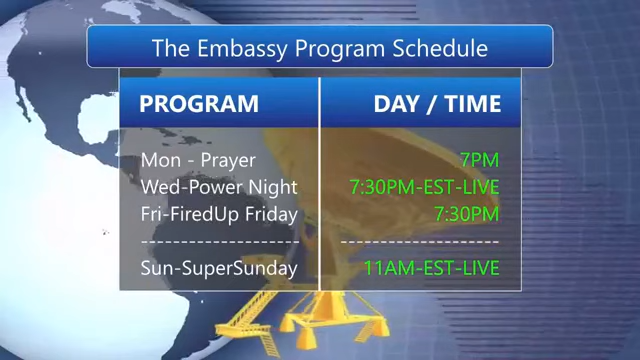 The Embassy Program Schedule
PROGRAM DAY / TIME
Mon - Prayer 7PM
Wed-Power Night 7:30PM-EST-LIVE
Fri-FiredUp Friday 7:30PM
-------------------- --------------------
Sun-SuperSunday 11AM-EST-LIVE